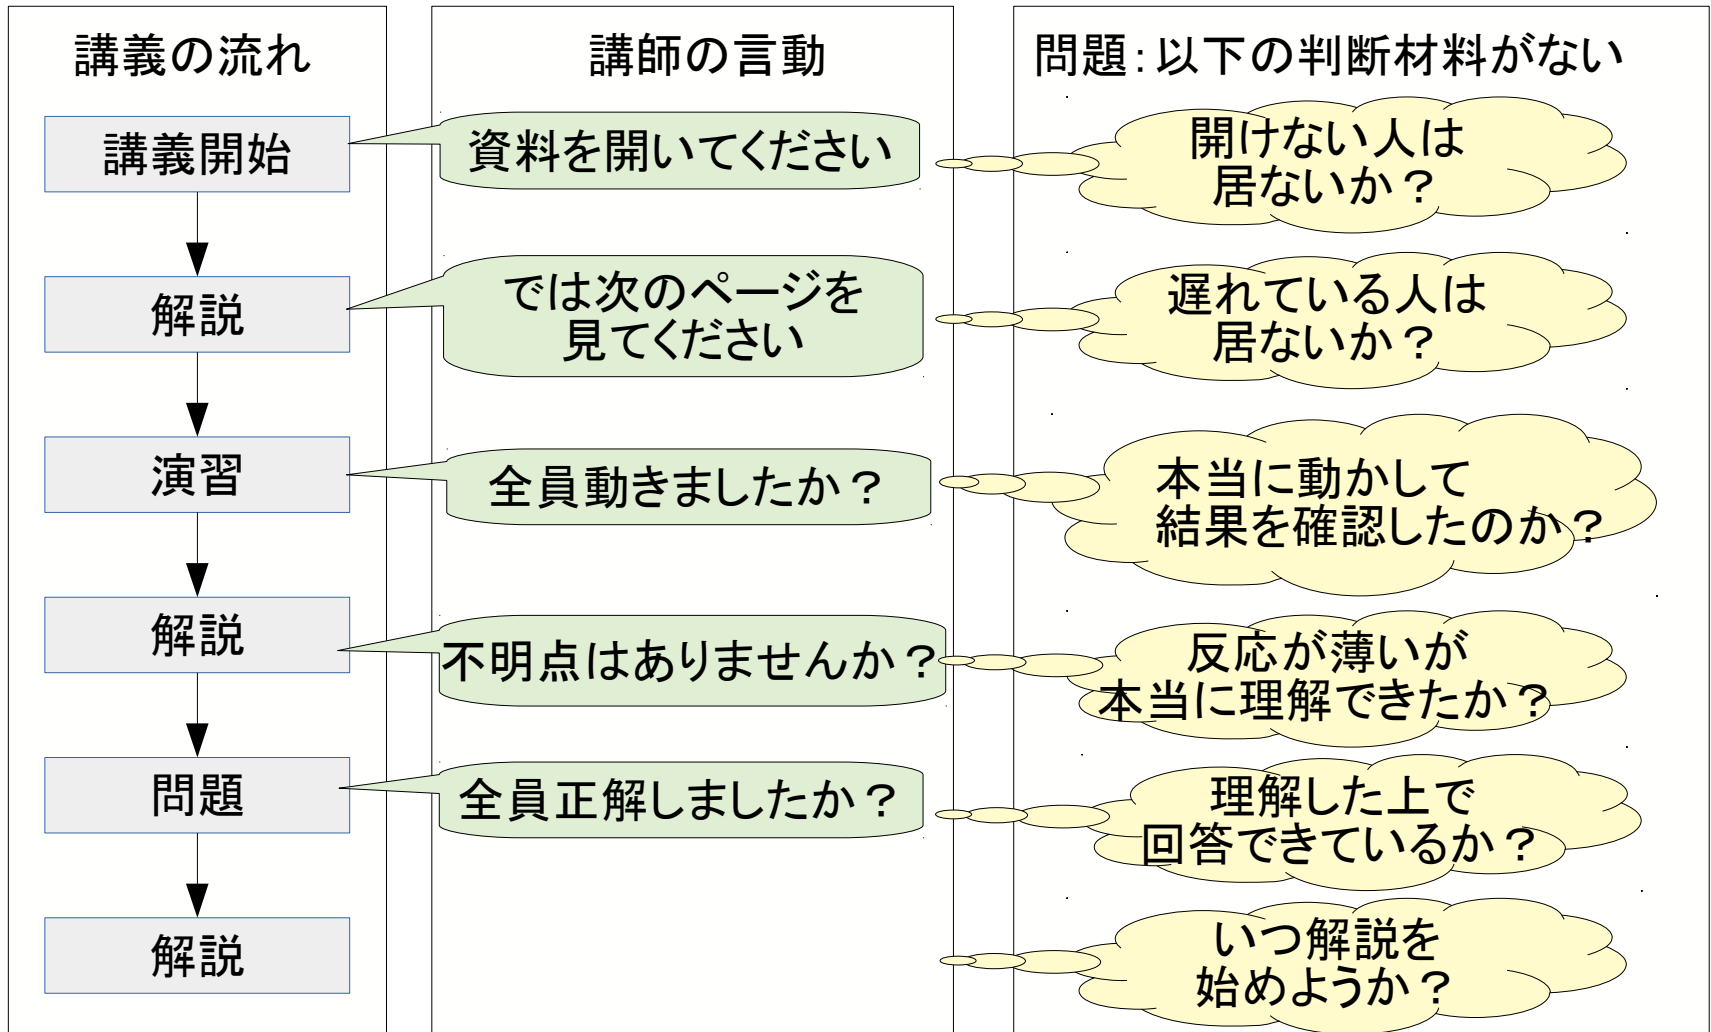 講義の流れ
講義開始
解説
演習
解説
問題
解説
講師の言動
資料を開いてください
では次のページを
見てください
全員動きましたか？
不明点はありませんか？
全員正解しましたか？
問題：以下の判断材料がない
開けない人は
居ないか？
遅れている人は
居ないか？
本当に動かして
結果を確認したのか？
反応が薄いが
本当に理解できたか？
理解した上で
回答できているか？
いつ解説を
始めようか？